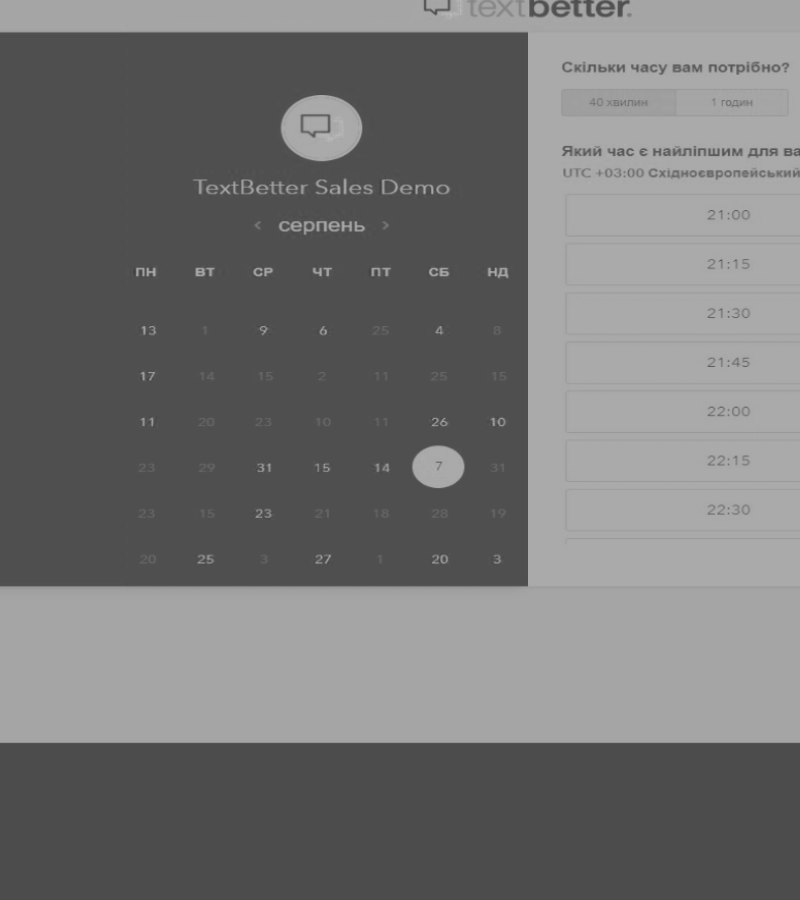 textbetter.
TextBetter Sales Demo
< серпень >
ПН ВТ СР ЧТ ПТ СБ НД
13 1 9 6 25 4 8
17 14 15 2 11 25 15
11 20 23 10 11 26 10
23 29 31 15 14 7 31
23 15 23 21 18 28 19
20 25 3 27 1 20 3
Скільки часу вам потрібно?
40 хвилин 1 годин
Який час є найліпшим для ва
UTC +03:00 Східноєвропейський
21:00
21:15
21:30
21:45
22:00
22:15
22:30